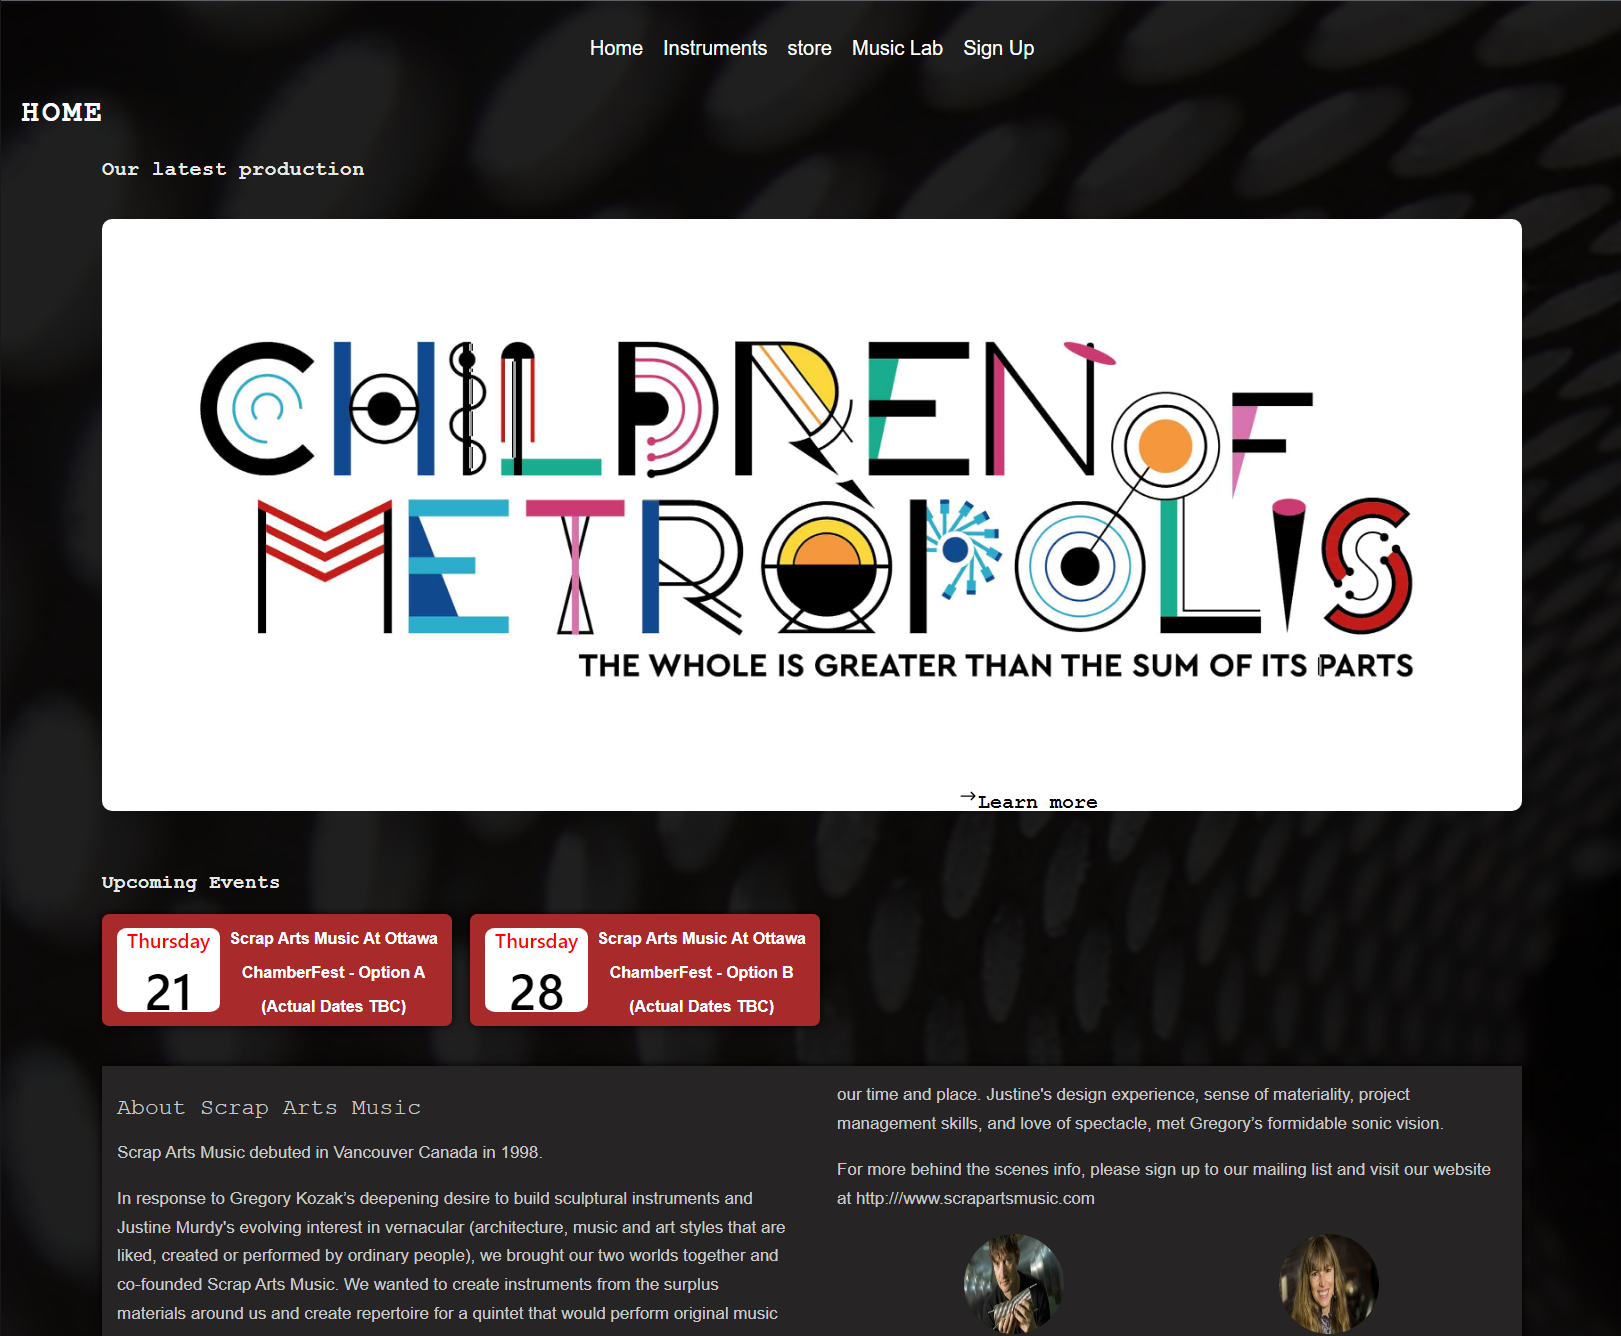 Home Instruments store Music Lab Sign Up
HOME
Our latest production
CHILDREN OF
METROPOLIS
THE WHOLE IS GREATER THAN THE SUM OF ITS PARTS
→Learn more
Upcoming Events
Thursday
21
Scrap Arts Music At Ottawa
ChamberFest - Option A
(Actual Dates TBC)
Thursday
28
Scrap Arts Music At Ottawa
ChamberFest - Option B
(Actual Dates TBC)
About Scrap Arts Music
Scrap Arts Music debuted in Vancouver Canada in 1998.
In response to Gregory Kozak’s deepening desire to build sculptural instruments and
Justine Murdy's evolving interest in vernacular (architecture, music and art styles that are
liked, created or performed by ordinary people), we brought our two worlds together and
co-founded Scrap Arts Music. We wanted to create instruments from the surplus
materials around us and create repertoire for a quintet that would perform original music
our time and place. Justine's design experience, sense of materiality, project
management skills, and love of spectacle, met Gregory’s formidable sonic vision.
For more behind the scenes info, please sign up to our mailing list and visit our website
at http:///www.scrapartsmusic.com